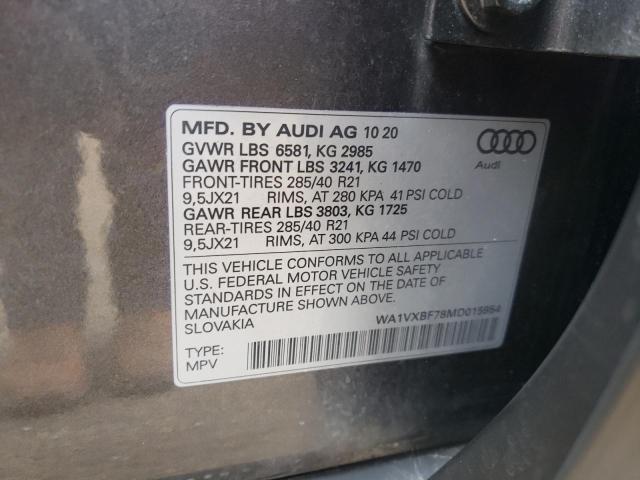 MFD. BY AUDI AG 10 20
GVWR LBS 6581, KG 2985
GAWR FRONT LBS 3241, KG 1470
FRONT-TIRES 285/40 R21
9,5JX21 RIMS, AT 280 KPA 41 PSI COLD
GAWR REAR LBS 3803, KG 1725
REAR-TIRES 285/40 R21
9,5JX21 RIMS, AT 300 KPA 44 PSI COLD
Audi
THIS VEHICLE CONFORMS TO ALL APPLICABLE
U.S. FEDERAL MOTOR VEHICLE SAFETY
STANDARDS IN EFFECT ON THE DATE OF
MANUFACTURE SHOWN ABOVE.
SLOVAKIA
WA1VXBF78MD015954
TYPE:
MPV